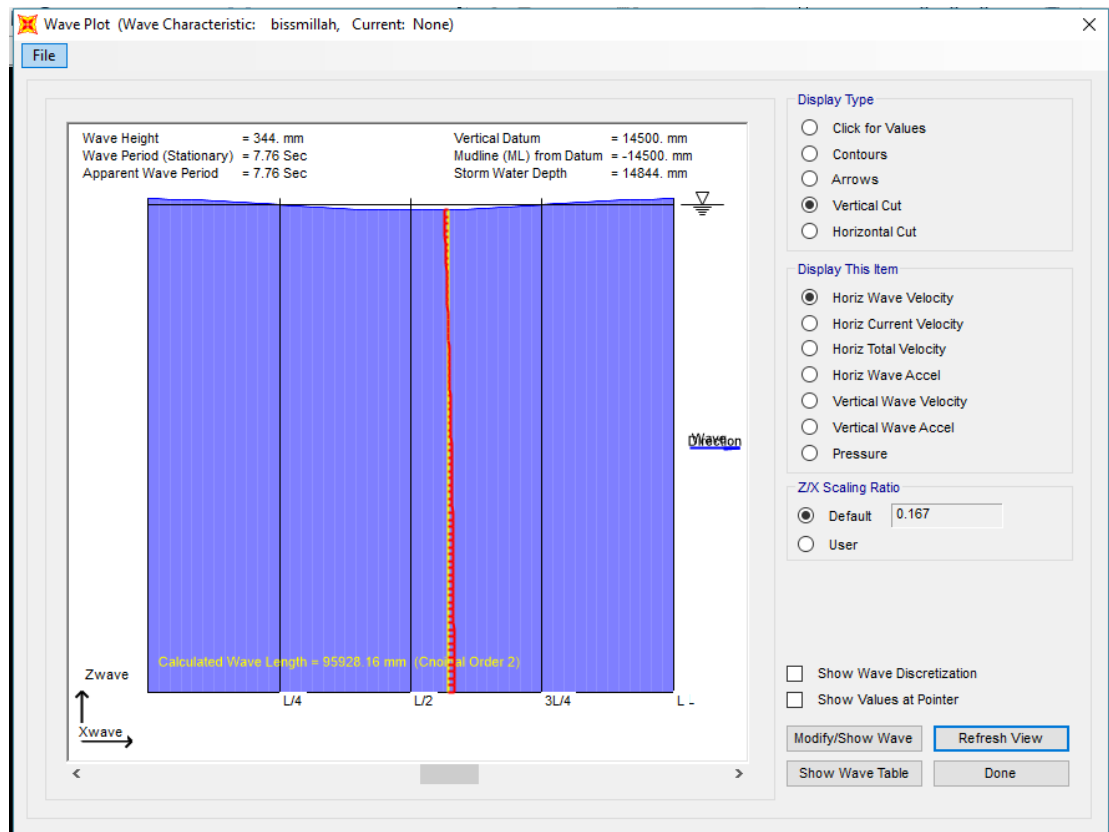 Wave Plot (Wave Characteristic: bissmillah, Current: None)
File
Wave Height = 344. mm
Wave Period (Stationary) = 7.76 Sec
Apparent Wave Period = 7.76 Sec
Vertical Datum = 14500. mm
Mudline (ML) from Datum = -14500. mm
Storm Water Depth = 14844. mm
Wave
Direction
Calculated Wave Length = 95928.16 mm (Cnoidal Order 2)
L/4
L/2
3L/4
L
Zwave
Xwave
Display Type
Click for Values
Contours
Arrows
Vertical Cut
Horizontal Cut
Display This Item
Horiz Wave Velocity
Horiz Current Velocity
Horiz Total Velocity
Horiz Wave Accel
Vertical Wave Velocity
Vertical Wave Accel
Pressure
Z/X Scaling Ratio
Default 0.167
User
Show Wave Discretization
Show Values at Pointer
Modify/Show Wave
Refresh View
Show Wave Table
Done